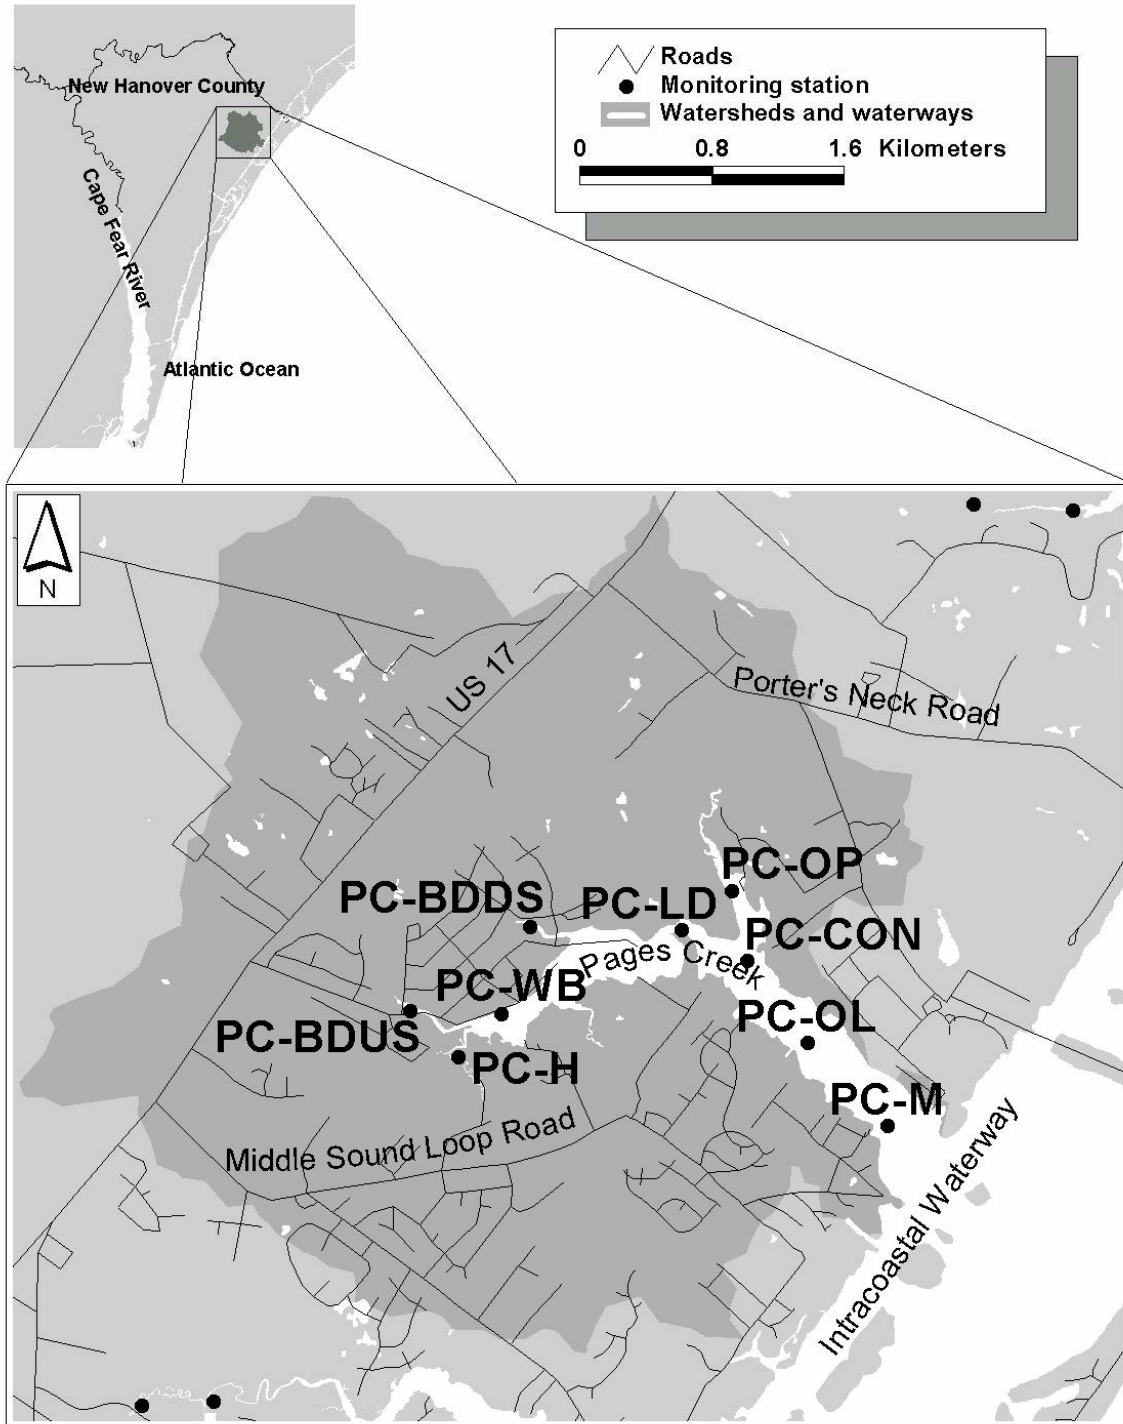 New Hanover County
Cape Fear River
Atlantic Ocean
Roads
Monitoring station
Watersheds and waterways
0 0.8 1.6 Kilometers
N
US 17
Porter's Neck Road
PC-OP
PC-BDDS
PC-LD
PC-CON
Pages Creek
PC-WB
PC-OL
PC-BDUS
PC-H
PC-M
Middle Sound Loop Road
Intracoastal Waterway